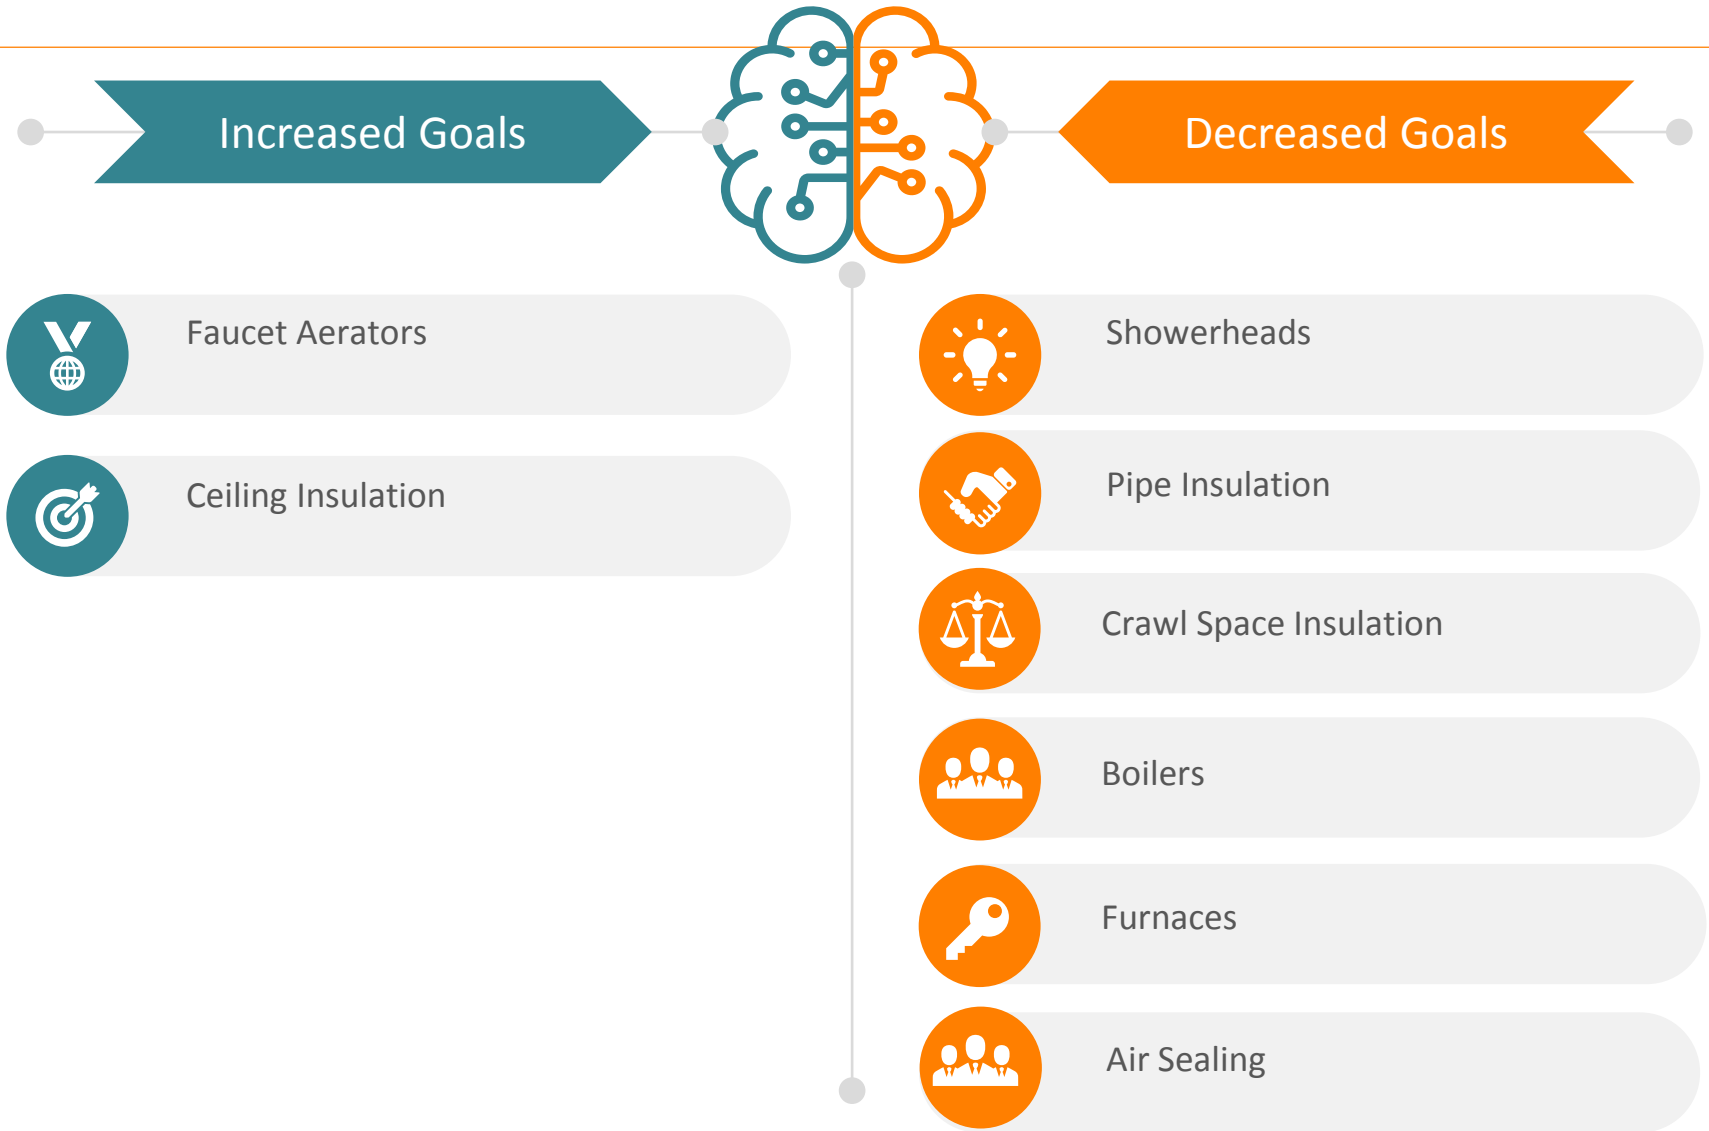 Increased Goals
Decreased Goals
Faucet Aerators
Ceiling Insulation
Showerheads
Pipe Insulation
Crawl Space Insulation
Boilers
Furnaces
Air Sealing